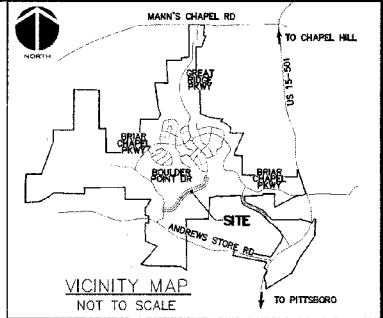 MANN'S CHAPEL RD
TO CHAPEL HILL
NORTH
US 15-501
GREAT
RIDGE
PKWY
BRIAR
CHAPEL
PKWY
BOULDER
POINT DR
BRIAR
CHAPEL
PKWY
SITE
ANDREWS STORE RD
VICINITY MAP
NOT TO SCALE
TO PITTSBORO